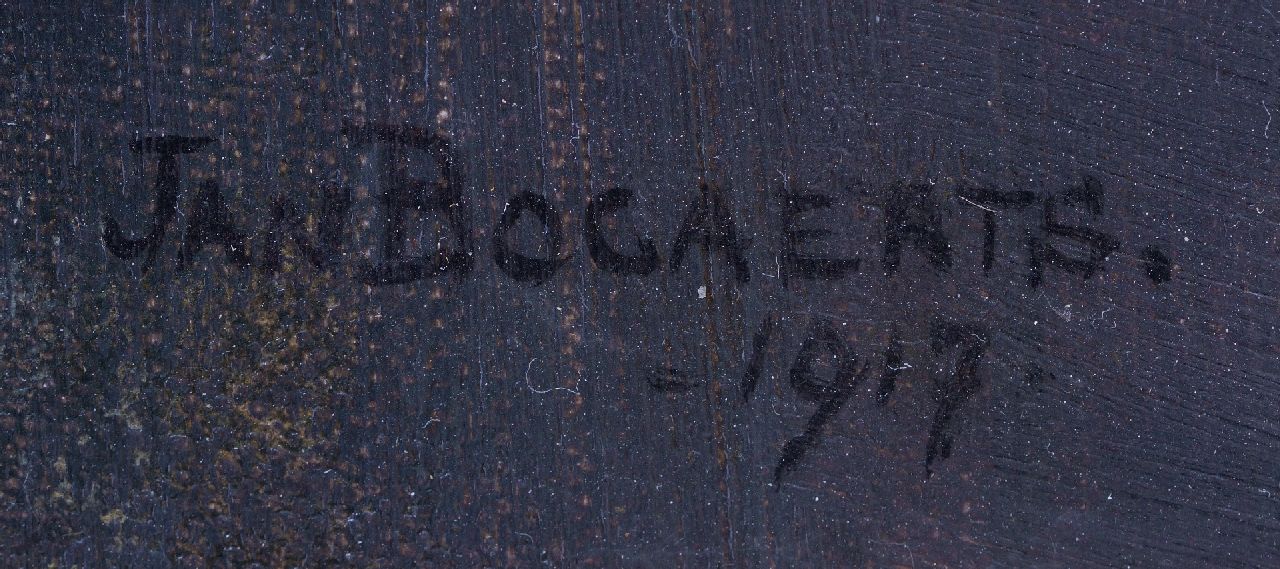 JAN BOGAERTS.
- 1917 -